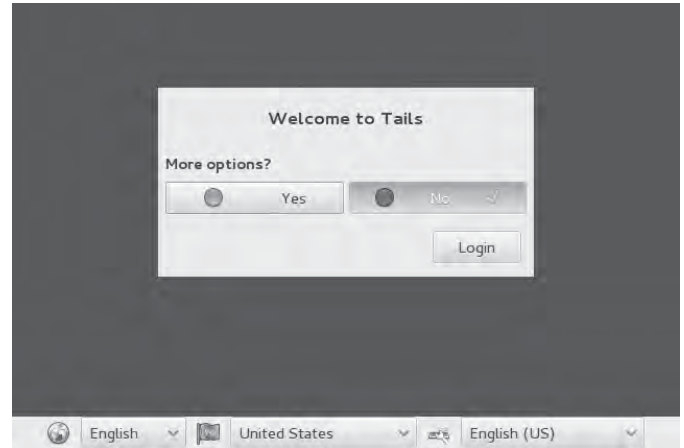 Welcome to Tails
More options?
Yes No
Login
English United States English (US)